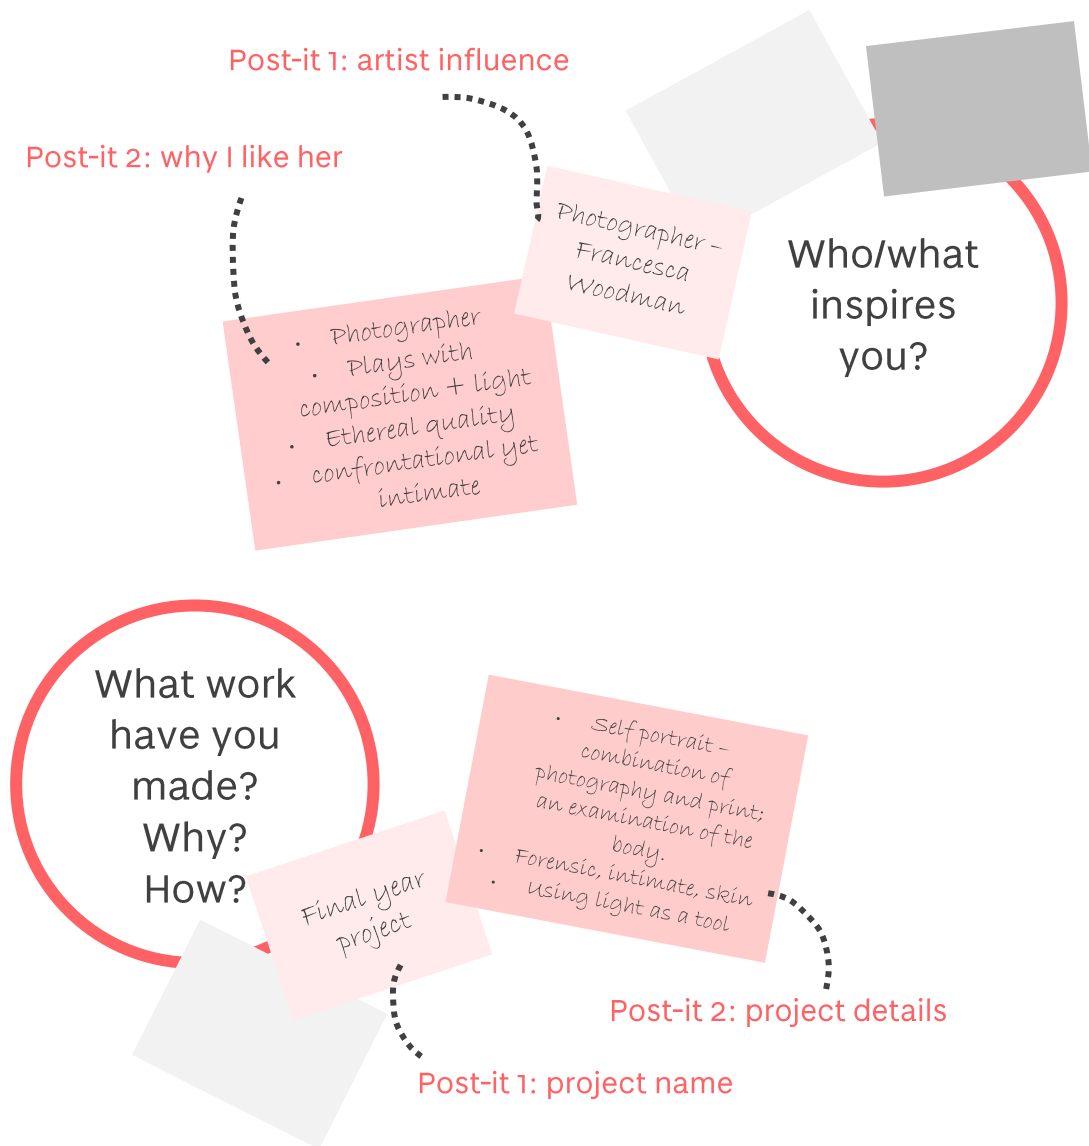 Post-it 1: artist influence
Post-it 2: why I like her
Photographer –
Francesca
Woodman
Who/what
inspires
you?
• Photographer
• Plays with
composition + light
• Ethereal quality
• confrontational yet
intimate
What work
have you
made?
Why?
How?
• Self portrait –
combination of
photography and print;
an examination of the
body.
• Forensic, intimate, skin
• Using light as a tool
Final year
project
Post-it 2: project details
Post-it 1: project name